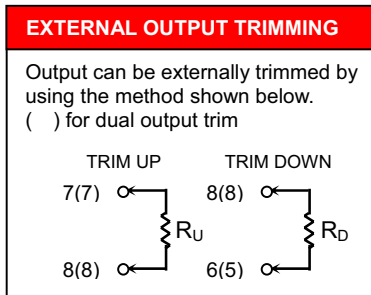 EXTERNAL OUTPUT TRIMMING
Output can be externally trimmed by
using the method shown below.
( ) for dual output trim
TRIM UP TRIM DOWN
7(7) 8(8)
RU RD
8(8) 6(5)